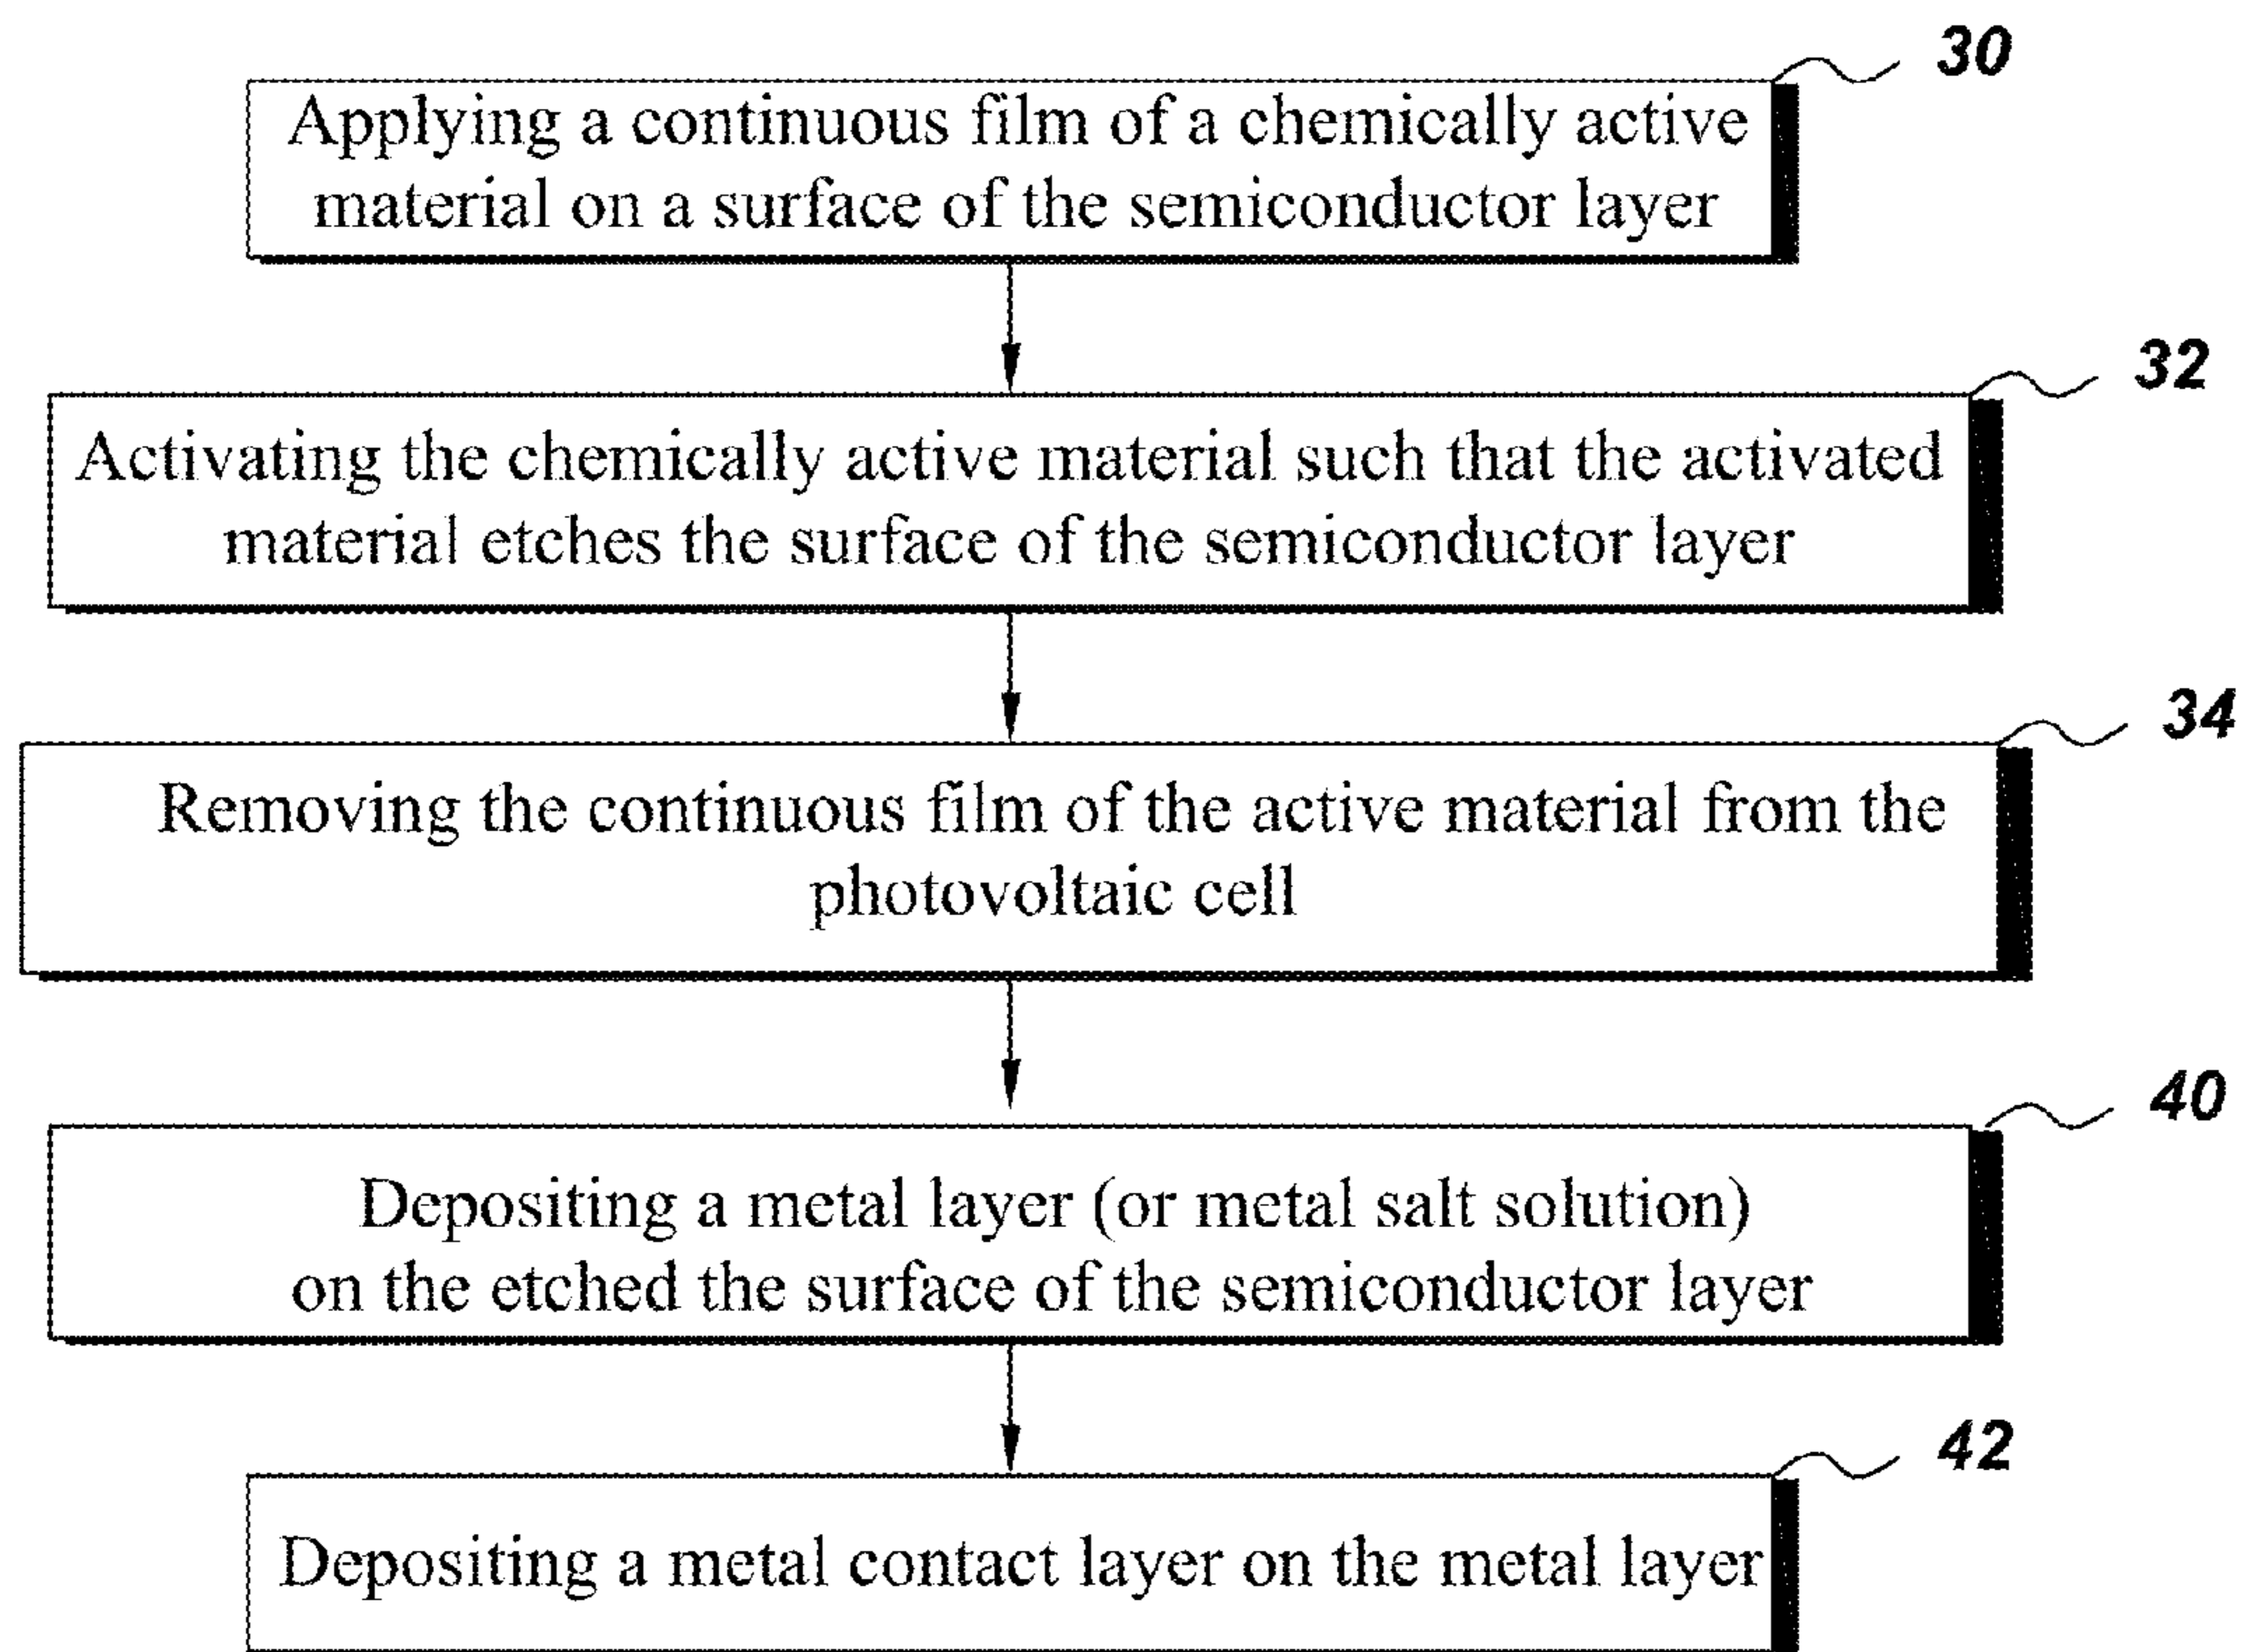 30
Applying a continuous film of a chemically active
material on a surface of the semiconductor layer
32
Activating the chemically active material such that the activated
material etches the surface of the semiconductor layer
34
Removing the continuous film of the active material from the
photovoltaic cell
40
Depositing a metal layer (or metal salt solution)
on the etched the surface of the semiconductor layer
42
Depositing a metal contact layer on the metal layer